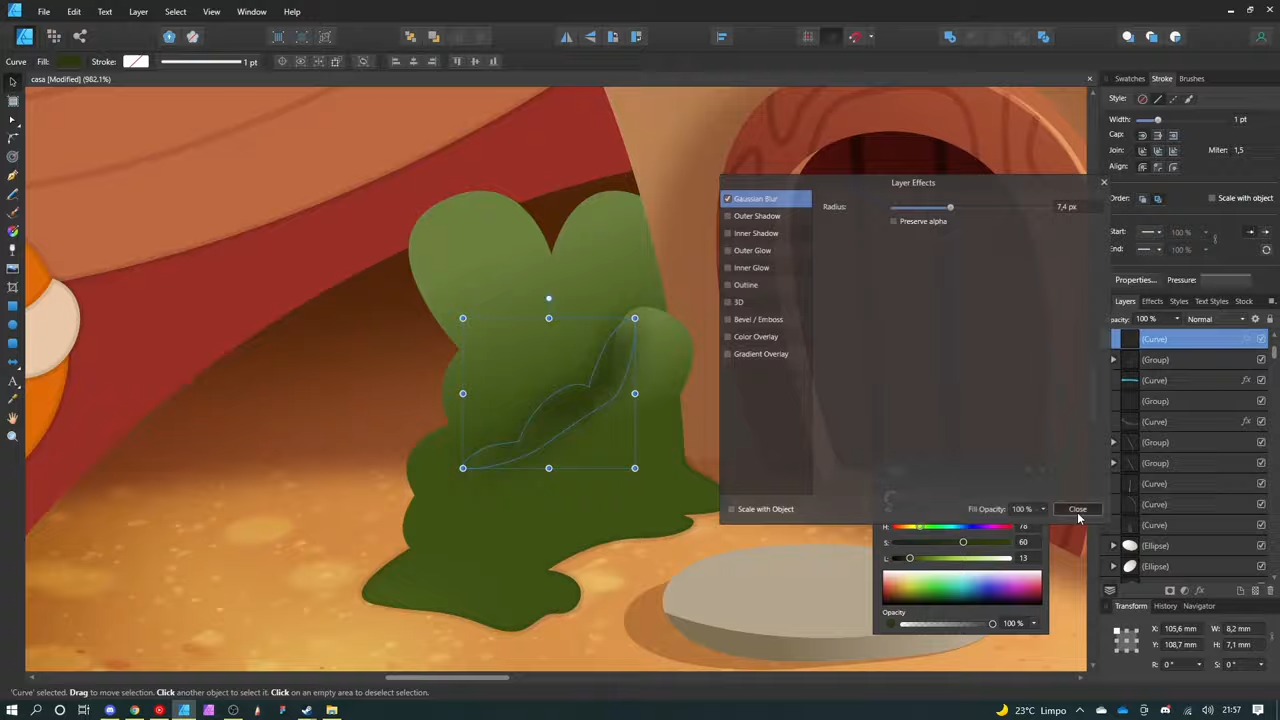 File Edit Text Layer Select View Window Help
Curve Fill: Stroke: 1 pt
casa [Modified] (982.1%)
Swatches Stroke Brushes
Style:
Width: 1 pt
Cap:
Join: Miter: 1,5
Align:
Order: Scale with object
Start: 100 %
End: 100 %
Properties... Pressure:
Layers Effects Styles Text Styles Stock
pacity: 100 % Normal
(Curve)
(Group)
(Curve)
(Group)
(Curve)
(Group)
(Group)
(Curve)
(Curve)
(Curve)
(Ellipse)
(Ellipse)
Transform History Navigator
X: 105,6 mm W: 8,2 mm
Y: 108,7 mm H: 7,1 mm
R: 0 ° S: 0 °
Layer Effects
Gaussian Blur
Outer Shadow
Inner Shadow
Outer Glow
Inner Glow
Outline
3D
Bevel / Emboss
Color Overlay
Gradient Overlay
Radius: 7,4 px
Preserve alpha
Scale with Object Fill Opacity: 100 % Close
H: 78
S: 60
L: 13
Opacity
100 %
'Curve' selected. Drag to move selection. Click another object to select it. Click on an empty area to deselect selection.
23°C Limpo 21:57